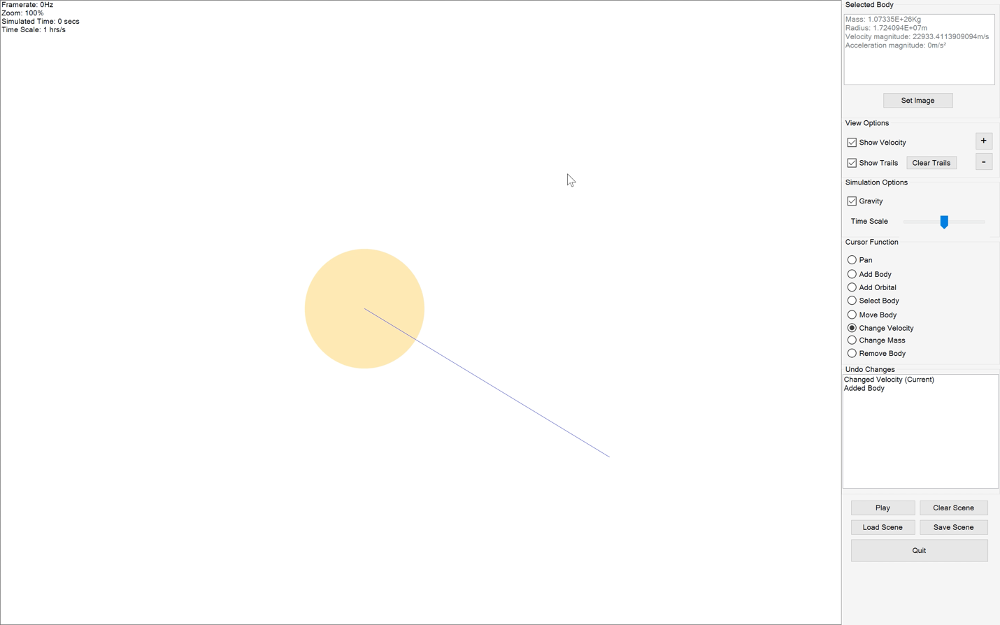 Framerate: 0Hz
Zoom: 100%
Simulated Time: 0 secs
Time Scale: 1 hrs/s
Selected Body
Mass: 1.07335E+26Kg
Radius: 1.724094E+07m
Velocity magnitude: 22933.4113909094m/s
Acceleration magnitude: 0m/s²
Set Image
View Options
Show Velocity
+
Show Trails
Clear Trails
-
Simulation Options
Gravity
Time Scale
Cursor Function
Pan
Add Body
Add Orbital
Select Body
Move Body
Change Velocity
Change Mass
Remove Body
Undo Changes
Changed Velocity (Current)
Added Body
Play
Clear Scene
Load Scene
Save Scene
Quit